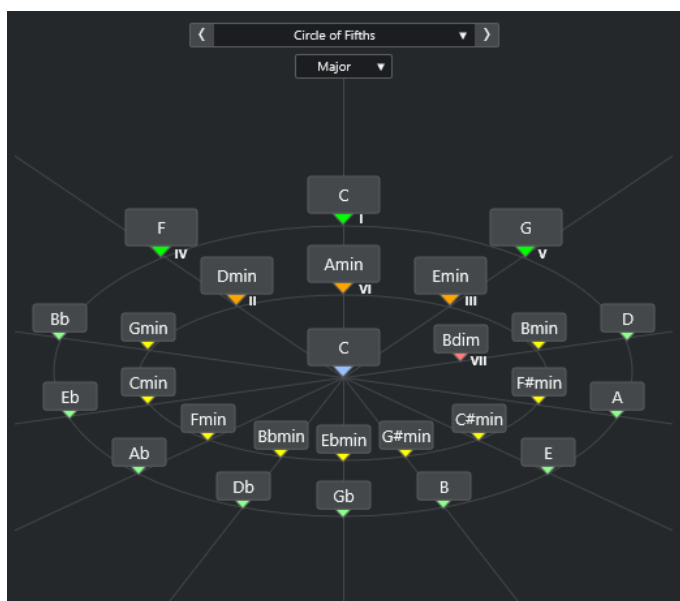 Circle of Fifths
Major
C
I
F
IV
G
V
Amin
VI
Dmin
II
Emin
III
Bb
D
Gmin
Bmin
Bdim
VII
C
Cmin
F#min
Eb
A
Fmin
C#min
Bbmin
Ebmin
G#min
Ab
E
Db
Gb
B